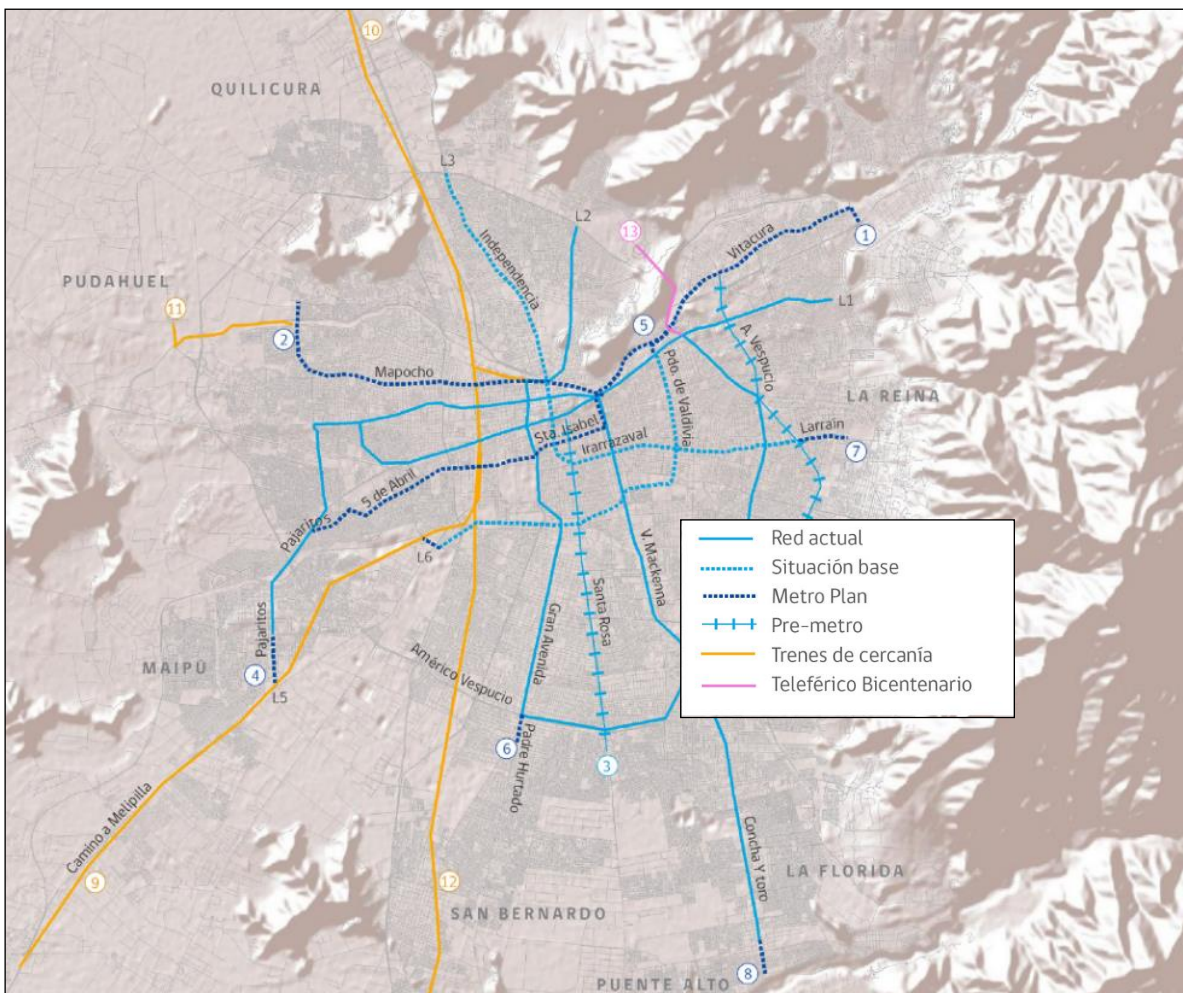 10
QUILICURA
L3
L2
13
Vitacura
1
Independencia
PUDAHUEL
11
L1
5
2
A. Vespucio
Pdo. de Valdivia
Mapocho
LA REINA
Sta. Isabel
Larraín
Irarrazaval
7
5 de Abril
Pajaritos
L6
V. Mackenna
Santa Rosa
Gran Avenida
Red actual
Situación base
Metro Plan
Pre-metro
Trenes de cercanía
Teleférico Bicentenario
Pajaritos
MAIPÚ
4
L5
Américo Vespucio
6
Padre Hurtado
3
Camino a Melipilla
Concha Y toro
9
12
LA FLORIDA
SAN BERNARDO
8
PUENTE ALTO